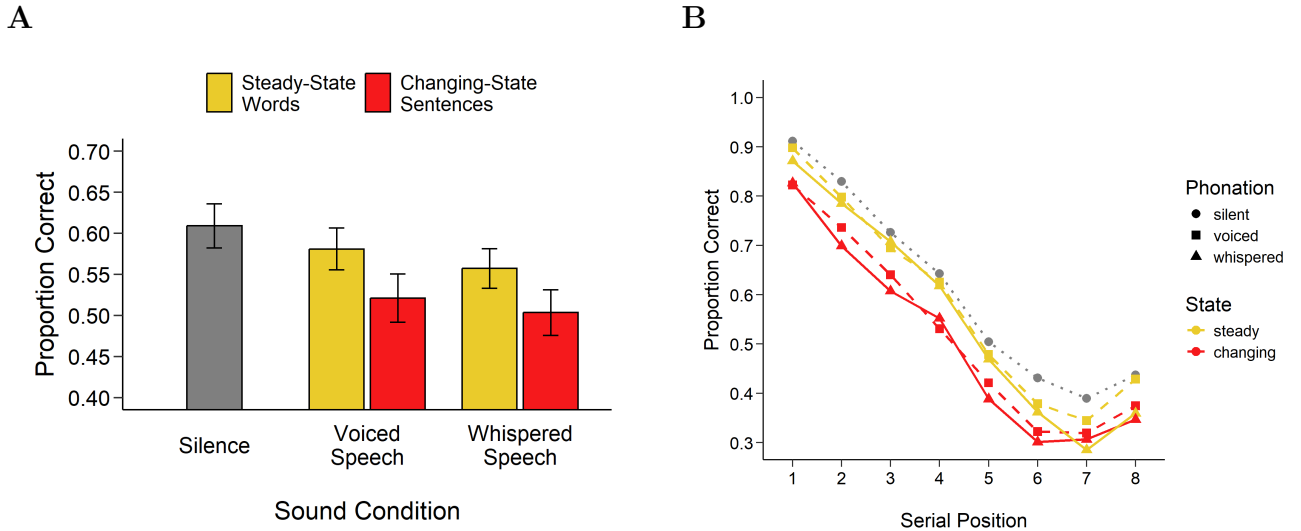 A
Steady-State
Words
Changing-State
Sentences
Proportion Correct
0.70
0.65
0.60
0.55
0.50
0.45
0.40
Silence
Voiced
Speech
Whispered
Speech
Sound Condition
B
Proportion Correct
1.0
0.9
0.8
0.7
0.6
0.5
0.4
0.3
1 2 3 4 5 6 7 8
Serial Position
Phonation
silent
voiced
whispered
State
steady
changing